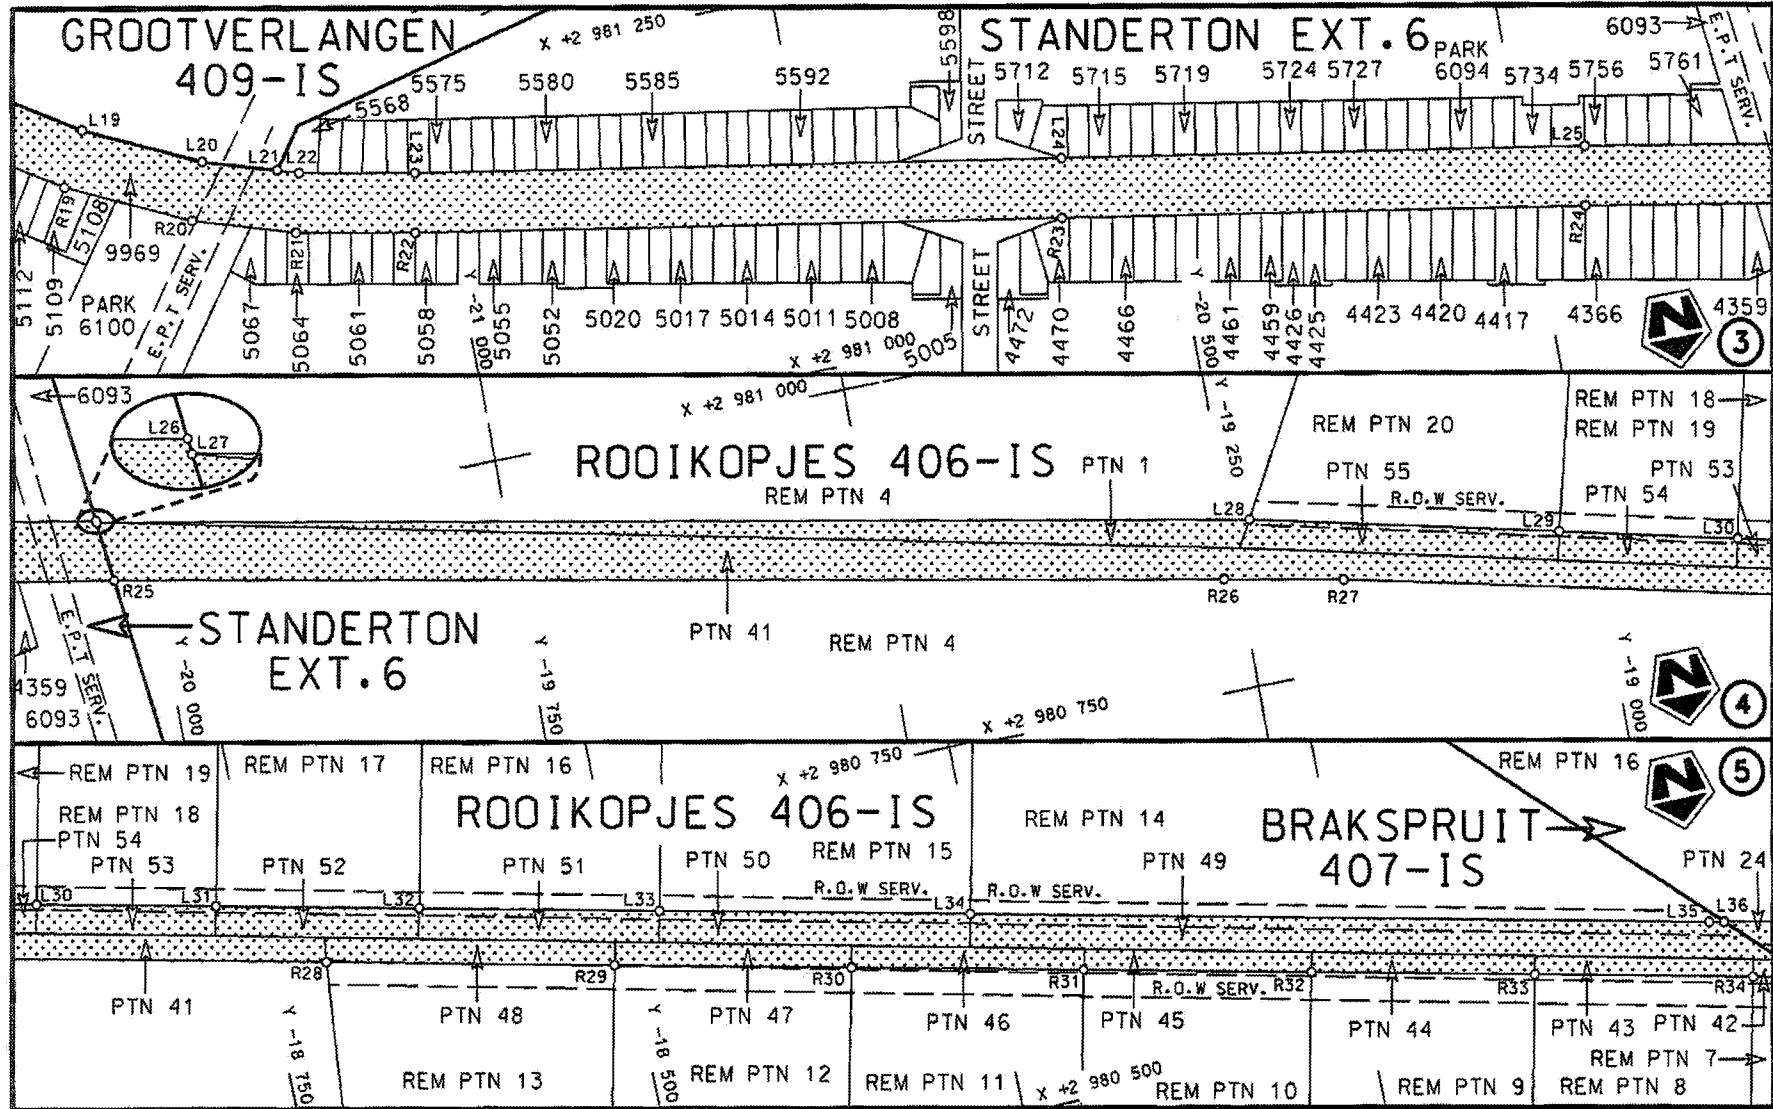 GROOTVERLANGEN
409-IS
X +2 981 250
5598
STANDERTON EXT.6
PARK
6094
6093
E.P.T SERV.
5568
5575
5580
5585
5592
STREET
5712
5715
5719
5724
5727
5734
5756
5761
L19
L20
L21
L22
L23
L24
L25
R19
R20
R21
R22
R23
R24
5112
5109
5108
9969
PARK
6100
E.P.T SERV.
5067
5064
5061
5058
Y -21 000
5055
5052
5020
5017
5014
5011
5008
X +2 981 000
5005
STREET
4472
4470
4466
Y -20 500
4461
4459
4426
4425
4423
4420
4417
4366
4359
N
3
6093
L26
L27
X +2 981 000
ROOIKOPJES 406-IS
REM PTN 4
PTN 1
Y -19 250
REM PTN 20
PTN 55
R.O.W SERV.
REM PTN 18
REM PTN 19
PTN 53
PTN 54
L28
L29
L30
R25
R26
R27
E.P.T SERV.
STANDERTON
EXT.6
4359
6093
Y -20 000
Y -19 750
PTN 41
REM PTN 4
X +2 980 750
Y -19 000
N
4
REM PTN 19
REM PTN 17
REM PTN 16
X +2 980 750
REM PTN 16
N
5
REM PTN 18
PTN 54
ROOIKOPJES 406-IS
REM PTN 14
BRAKSPRUIT
407-IS
PTN 53
PTN 52
PTN 51
PTN 50
REM PTN 15
PTN 49
PTN 24
R.O.W SERV.
R.O.W SERV.
L30
L31
L32
L33
L34
L35
L36
R28
R29
R30
R31
R.O.W SERV.
R32
R33
R34
PTN 41
Y -18 750
PTN 48
Y -18 500
PTN 47
PTN 46
PTN 45
PTN 44
PTN 43
PTN 42
REM PTN 7
REM PTN 13
REM PTN 12
REM PTN 11
X +2 980 500
REM PTN 10
REM PTN 9
REM PTN 8